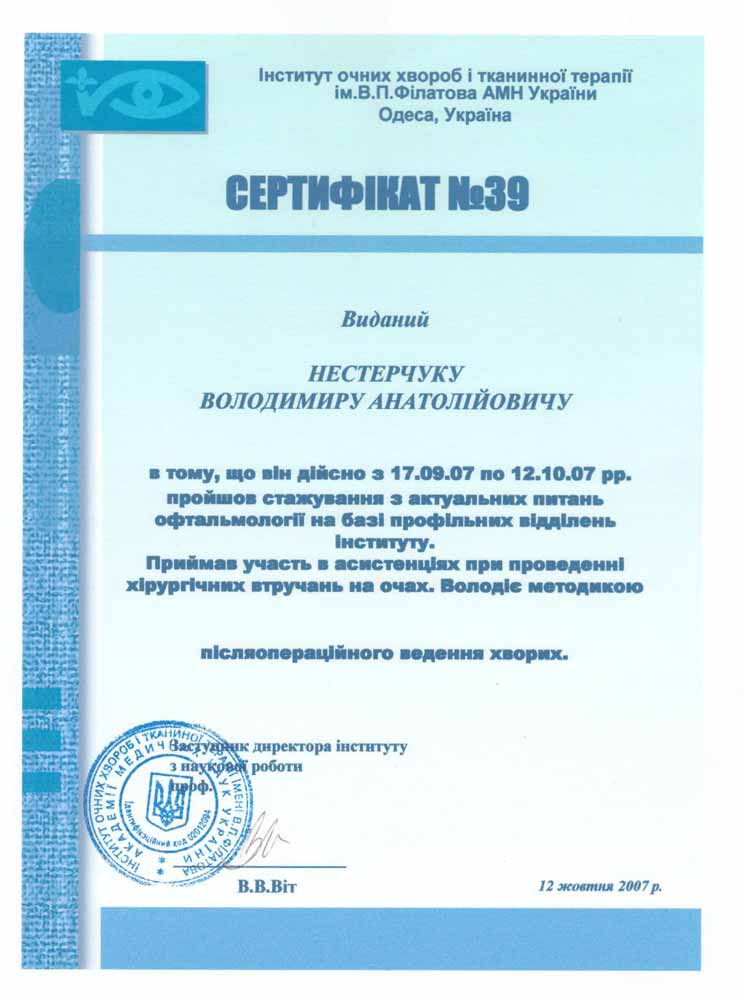 Інститут очних хвороб і тканинної терапії
ім.В.П.Філатова АМН України
Одеса, Україна
СЕРТИФІКАТ №39
Виданий
НЕСТЕРЧУКУ
ВОЛОДИМИРУ АНАТОЛІЙОВИЧУ
в тому, що він дійсно з 17.09.07 по 12.10.07 рр.
пройшов стажування з актуальних питань
офтальмології на базі профільних відділень
інституту.
Приймав участь в асистенціях при проведенні
хірургічних втручань на очах. Володіє методикою
післяопераційного ведення хворих.
Заступник директора інституту
з наукової роботи
проф.
ІНСТИТУТ ОЧНИХ ХВОРОБ І ТКАНИННОЇ ТЕРАПІЇ ІМЕНІ В.П.ФІЛАТОВА
АКАДЕМІЇ МЕДИЧНИХ НАУК УКРАЇНИ
Ідентифікаційний код 02012094
В.В.Віт
12 жовтня 2007 р.